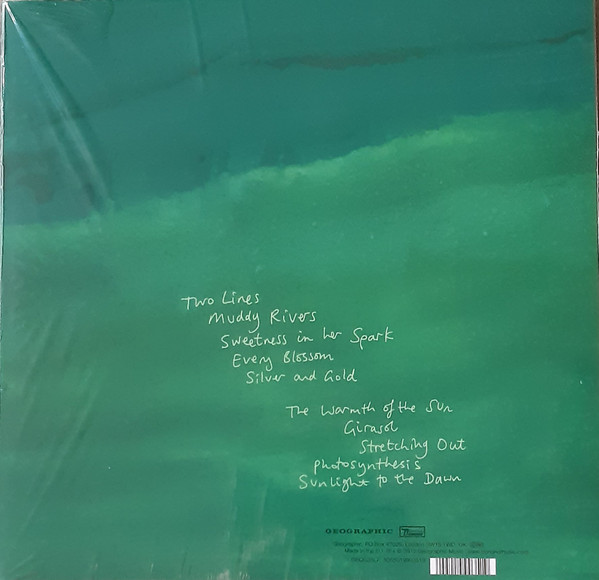 Two Lines
Muddy Rivers
Sweetness in her Spark
Every Blossom
Silver and Gold
The Warmth of the Sun
Girasol
Stretching Out
Photosynthesis
Sunlight to the Dawn
GEOGRAPHIC